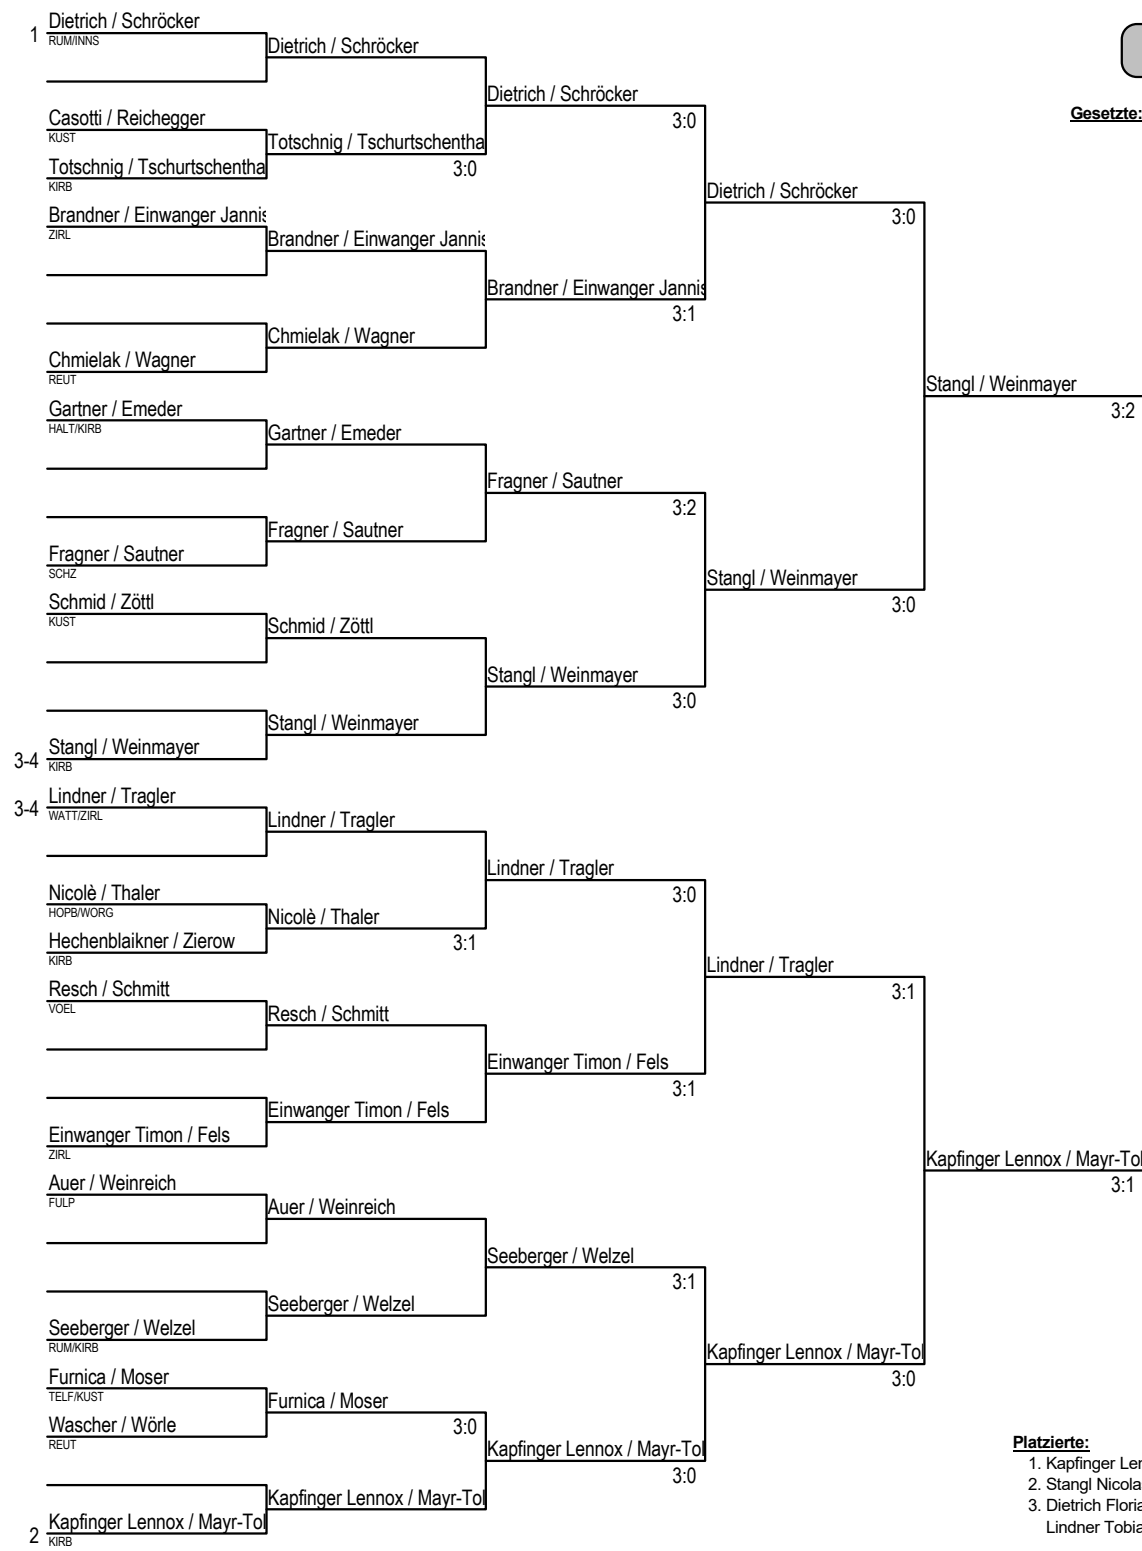 Dietrich / Schröcker
1
RUM/INNS
Dietrich / Schröcker
Dietrich / Schröcker
3:0
Gesetzte:
Casotti / Reichegger
KUST
Totschnig / Tschurtschentha
3:0
Totschnig / Tschurtschentha
KIRB
Dietrich / Schröcker
3:0
Brandner / Einwanger Jannis
ZIRL
Brandner / Einwanger Jannis
Brandner / Einwanger Jannis
3:1
Chmielak / Wagner
Chmielak / Wagner
REUT
Stangl / Weinmayer
3:2
Gartner / Emeder
HALT/KIRB
Gartner / Emeder
Fragner / Sautner
3:2
Fragner / Sautner
Fragner / Sautner
SCHZ
Stangl / Weinmayer
3:0
Schmid / Zöttl
KUST
Schmid / Zöttl
Stangl / Weinmayer
3:0
Stangl / Weinmayer
Stangl / Weinmayer
3-4
KIRB
Lindner / Tragler
3-4
WATT/ZIRL
Lindner / Tragler
Lindner / Tragler
3:0
Nicolè / Thaler
HOPB/WORG
Nicolè / Thaler
3:1
Hechenblaikner / Zierow
KIRB
Lindner / Tragler
3:1
Resch / Schmitt
VOEL
Resch / Schmitt
Einwanger Timon / Fels
3:1
Einwanger Timon / Fels
Einwanger Timon / Fels
ZIRL
Kapfinger Lennox / Mayr-Tol
3:1
Auer / Weinreich
FULP
Auer / Weinreich
Seeberger / Welzel
3:1
Seeberger / Welzel
Seeberger / Welzel
RUM/KIRB
Kapfinger Lennox / Mayr-Tol
3:0
Furnica / Moser
TELF/KUST
Furnica / Moser
3:0
Wascher / Wörle
REUT
Kapfinger Lennox / Mayr-Tol
3:0
Kapfinger Lennox / Mayr-Tol
Kapfinger Lennox / Mayr-Tol
2
KIRB
Platzierte:
1. Kapfinger Ler
2. Stangl Nicola
3. Dietrich Floria
Lindner Tobia